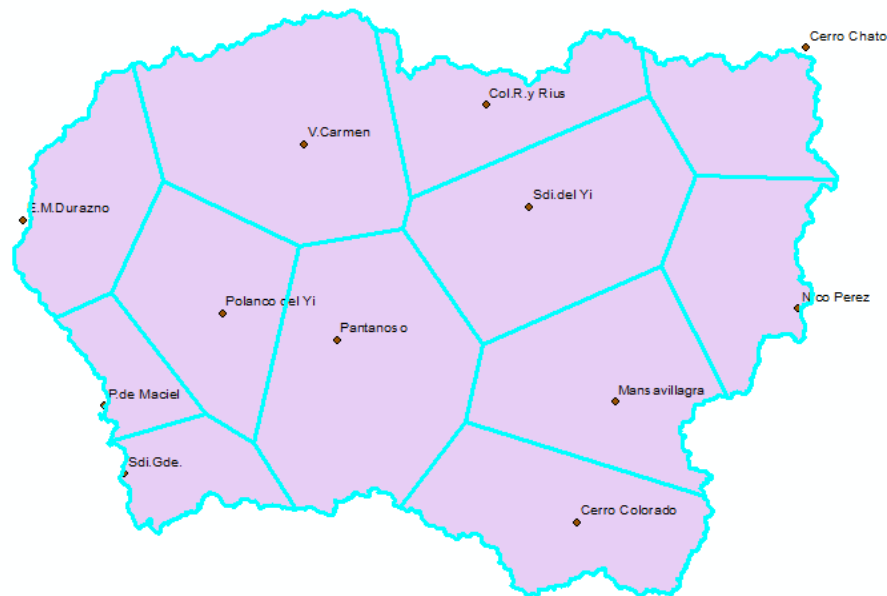 Cerro Chato
Col.R.y Rius
V.Carmen
Sdi.del Yi
E.M.Durazno
Nco Perez
Polanco del Yi
Pantanoso
Mansavillagra
P.de Maciel
Sdi.Gde.
Cerro Colorado